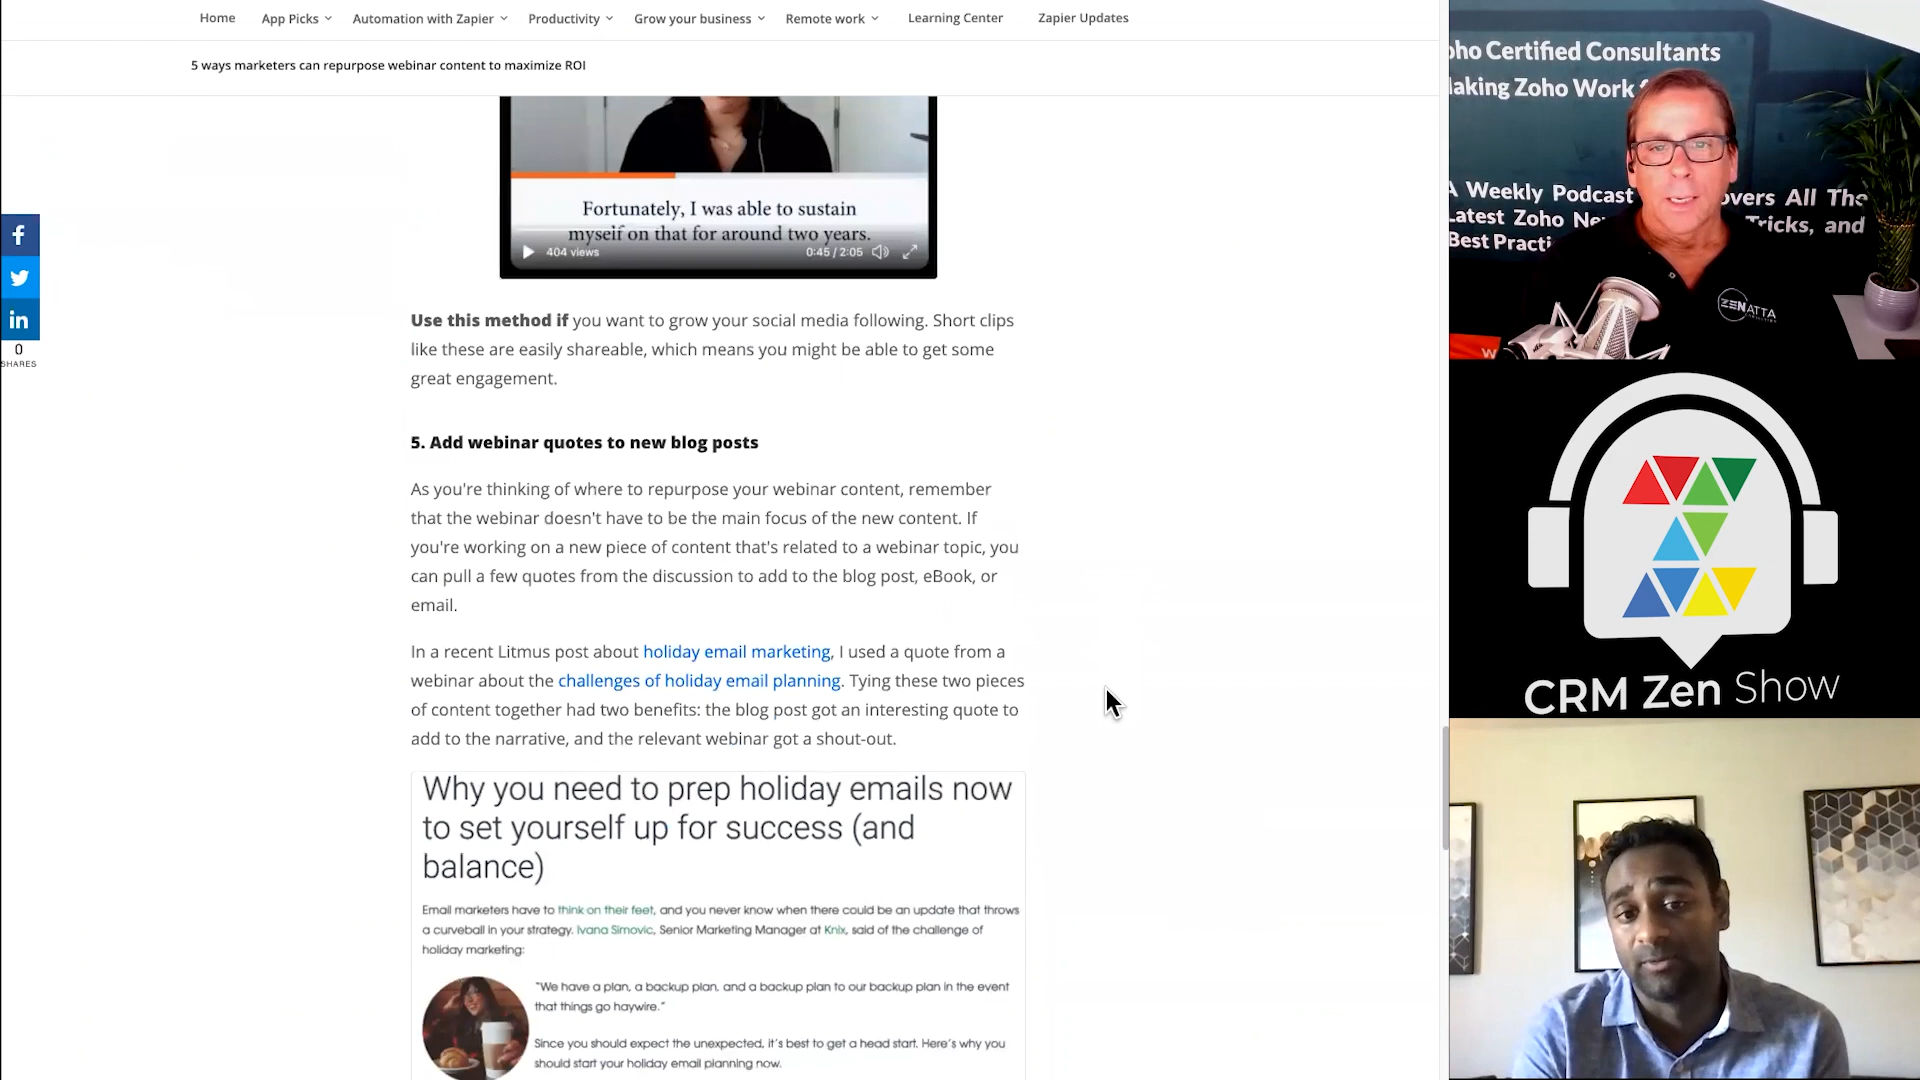 Home
App Picks
Automation with Zapier
Productivity
Grow your business
Remote work
Learning Center
Zapier Updates
5 ways marketers can repurpose webinar content to maximize ROI
Fortunately, I was able to sustain
myself on that for around two years.
404 views
0:45 / 2:05
0
SHARES
Use this method if you want to grow your social media following. Short clips
like these are easily shareable, which means you might be able to get some
great engagement.
5. Add webinar quotes to new blog posts
As you're thinking of where to repurpose your webinar content, remember
that the webinar doesn't have to be the main focus of the new content. If
you're working on a new piece of content that's related to a webinar topic, you
can pull a few quotes from the discussion to add to the blog post, eBook, or
email.
In a recent Litmus post about holiday email marketing, I used a quote from a
webinar about the challenges of holiday email planning. Tying these two pieces
of content together had two benefits: the blog post got an interesting quote to
add to the narrative, and the relevant webinar got a shout-out.
Why you need to prep holiday emails now
to set yourself up for success (and
balance)
Email marketers have to think on their feet, and you never know when there could be an update that throws
a curveball in your strategy. Ivana Simovic, Senior Marketing Manager at Knix, said of the challenge of
holiday marketing:
"We have a plan, a backup plan, and a backup plan to our backup plan in the event
that things go haywire."
Since you should expect the unexpected, it's best to get a head start. Here's why you
should start your holiday email planning now.
oho Certified Consultants
aking Zoho Work
A Weekly Podcast overs All The
Latest Zoho Ne Tricks, and
Best Practi
ZENATTA
W
CRM Zen Show